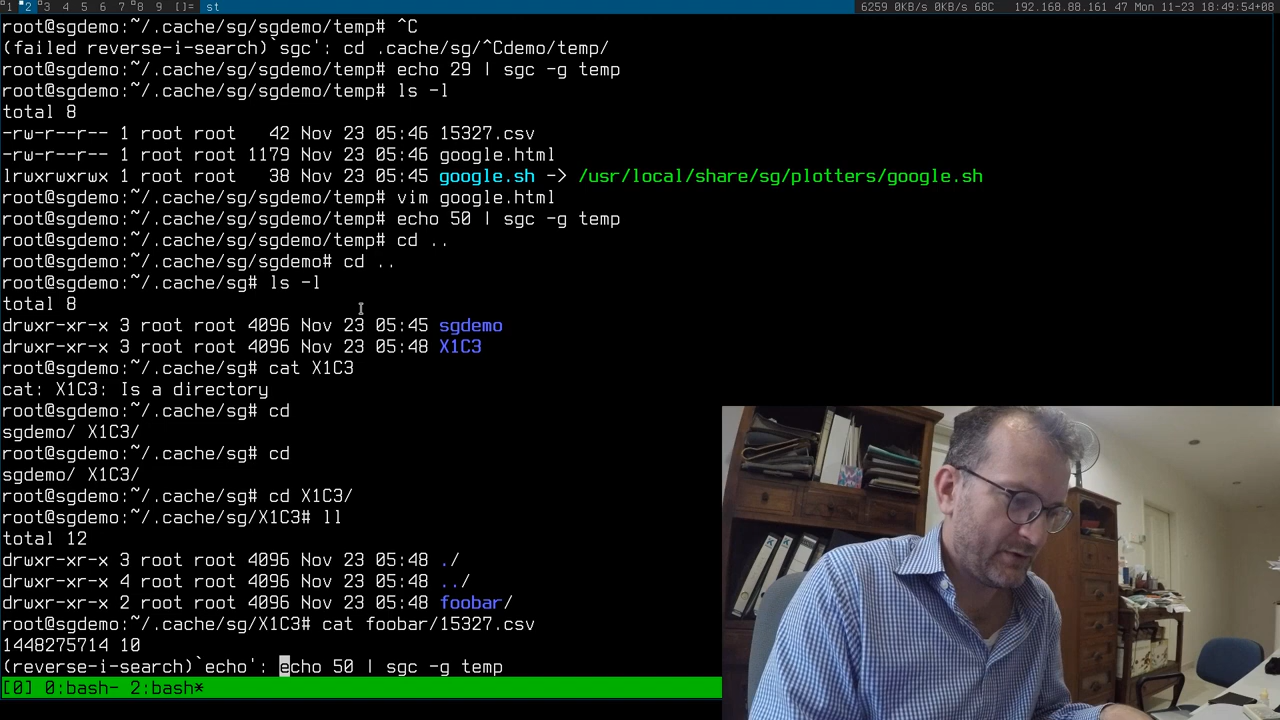 1 2 3 4 5 6 7 8 9 []= st 6259 0KB/s 0KB/s 68C 192.168.88.161 47 Mon 11-23 18:49:54+08
root@sgdemo:~/.cache/sg/sgdemo/temp# ^C
(failed reverse-i-search)`sgc': cd .cache/sg/^Cdemo/temp/
root@sgdemo:~/.cache/sg/sgdemo/temp# echo 29 | sgc -g temp
root@sgdemo:~/.cache/sg/sgdemo/temp# ls -l
total 8
-rw-r--r-- 1 root root   42 Nov 23 05:46 15327.csv
-rw-r--r-- 1 root root 1179 Nov 23 05:46 google.html
lrwxrwxrwx 1 root root   38 Nov 23 05:45 google.sh -> /usr/local/share/sg/plotters/google.sh
root@sgdemo:~/.cache/sg/sgdemo/temp# vim google.html
root@sgdemo:~/.cache/sg/sgdemo/temp# echo 50 | sgc -g temp
root@sgdemo:~/.cache/sg/sgdemo/temp# cd ..
root@sgdemo:~/.cache/sg/sgdemo# cd ..
root@sgdemo:~/.cache/sg# ls -l
total 8
drwxr-xr-x 3 root root 4096 Nov 23 05:45 sgdemo
drwxr-xr-x 3 root root 4096 Nov 23 05:48 X1C3
root@sgdemo:~/.cache/sg# cat X1C3
cat: X1C3: Is a directory
root@sgdemo:~/.cache/sg# cd
sgdemo/ X1C3/
root@sgdemo:~/.cache/sg# cd
sgdemo/ X1C3/
root@sgdemo:~/.cache/sg# cd X1C3/
root@sgdemo:~/.cache/sg/X1C3# ll
total 12
drwxr-xr-x 3 root root 4096 Nov 23 05:48 ./
drwxr-xr-x 4 root root 4096 Nov 23 05:48 ../
drwxr-xr-x 2 root root 4096 Nov 23 05:48 foobar/
root@sgdemo:~/.cache/sg/X1C3# cat foobar/15327.csv
1448275714 10
(reverse-i-search)`echo': echo 50 | sgc -g temp
[0] 0:bash- 2:bash*